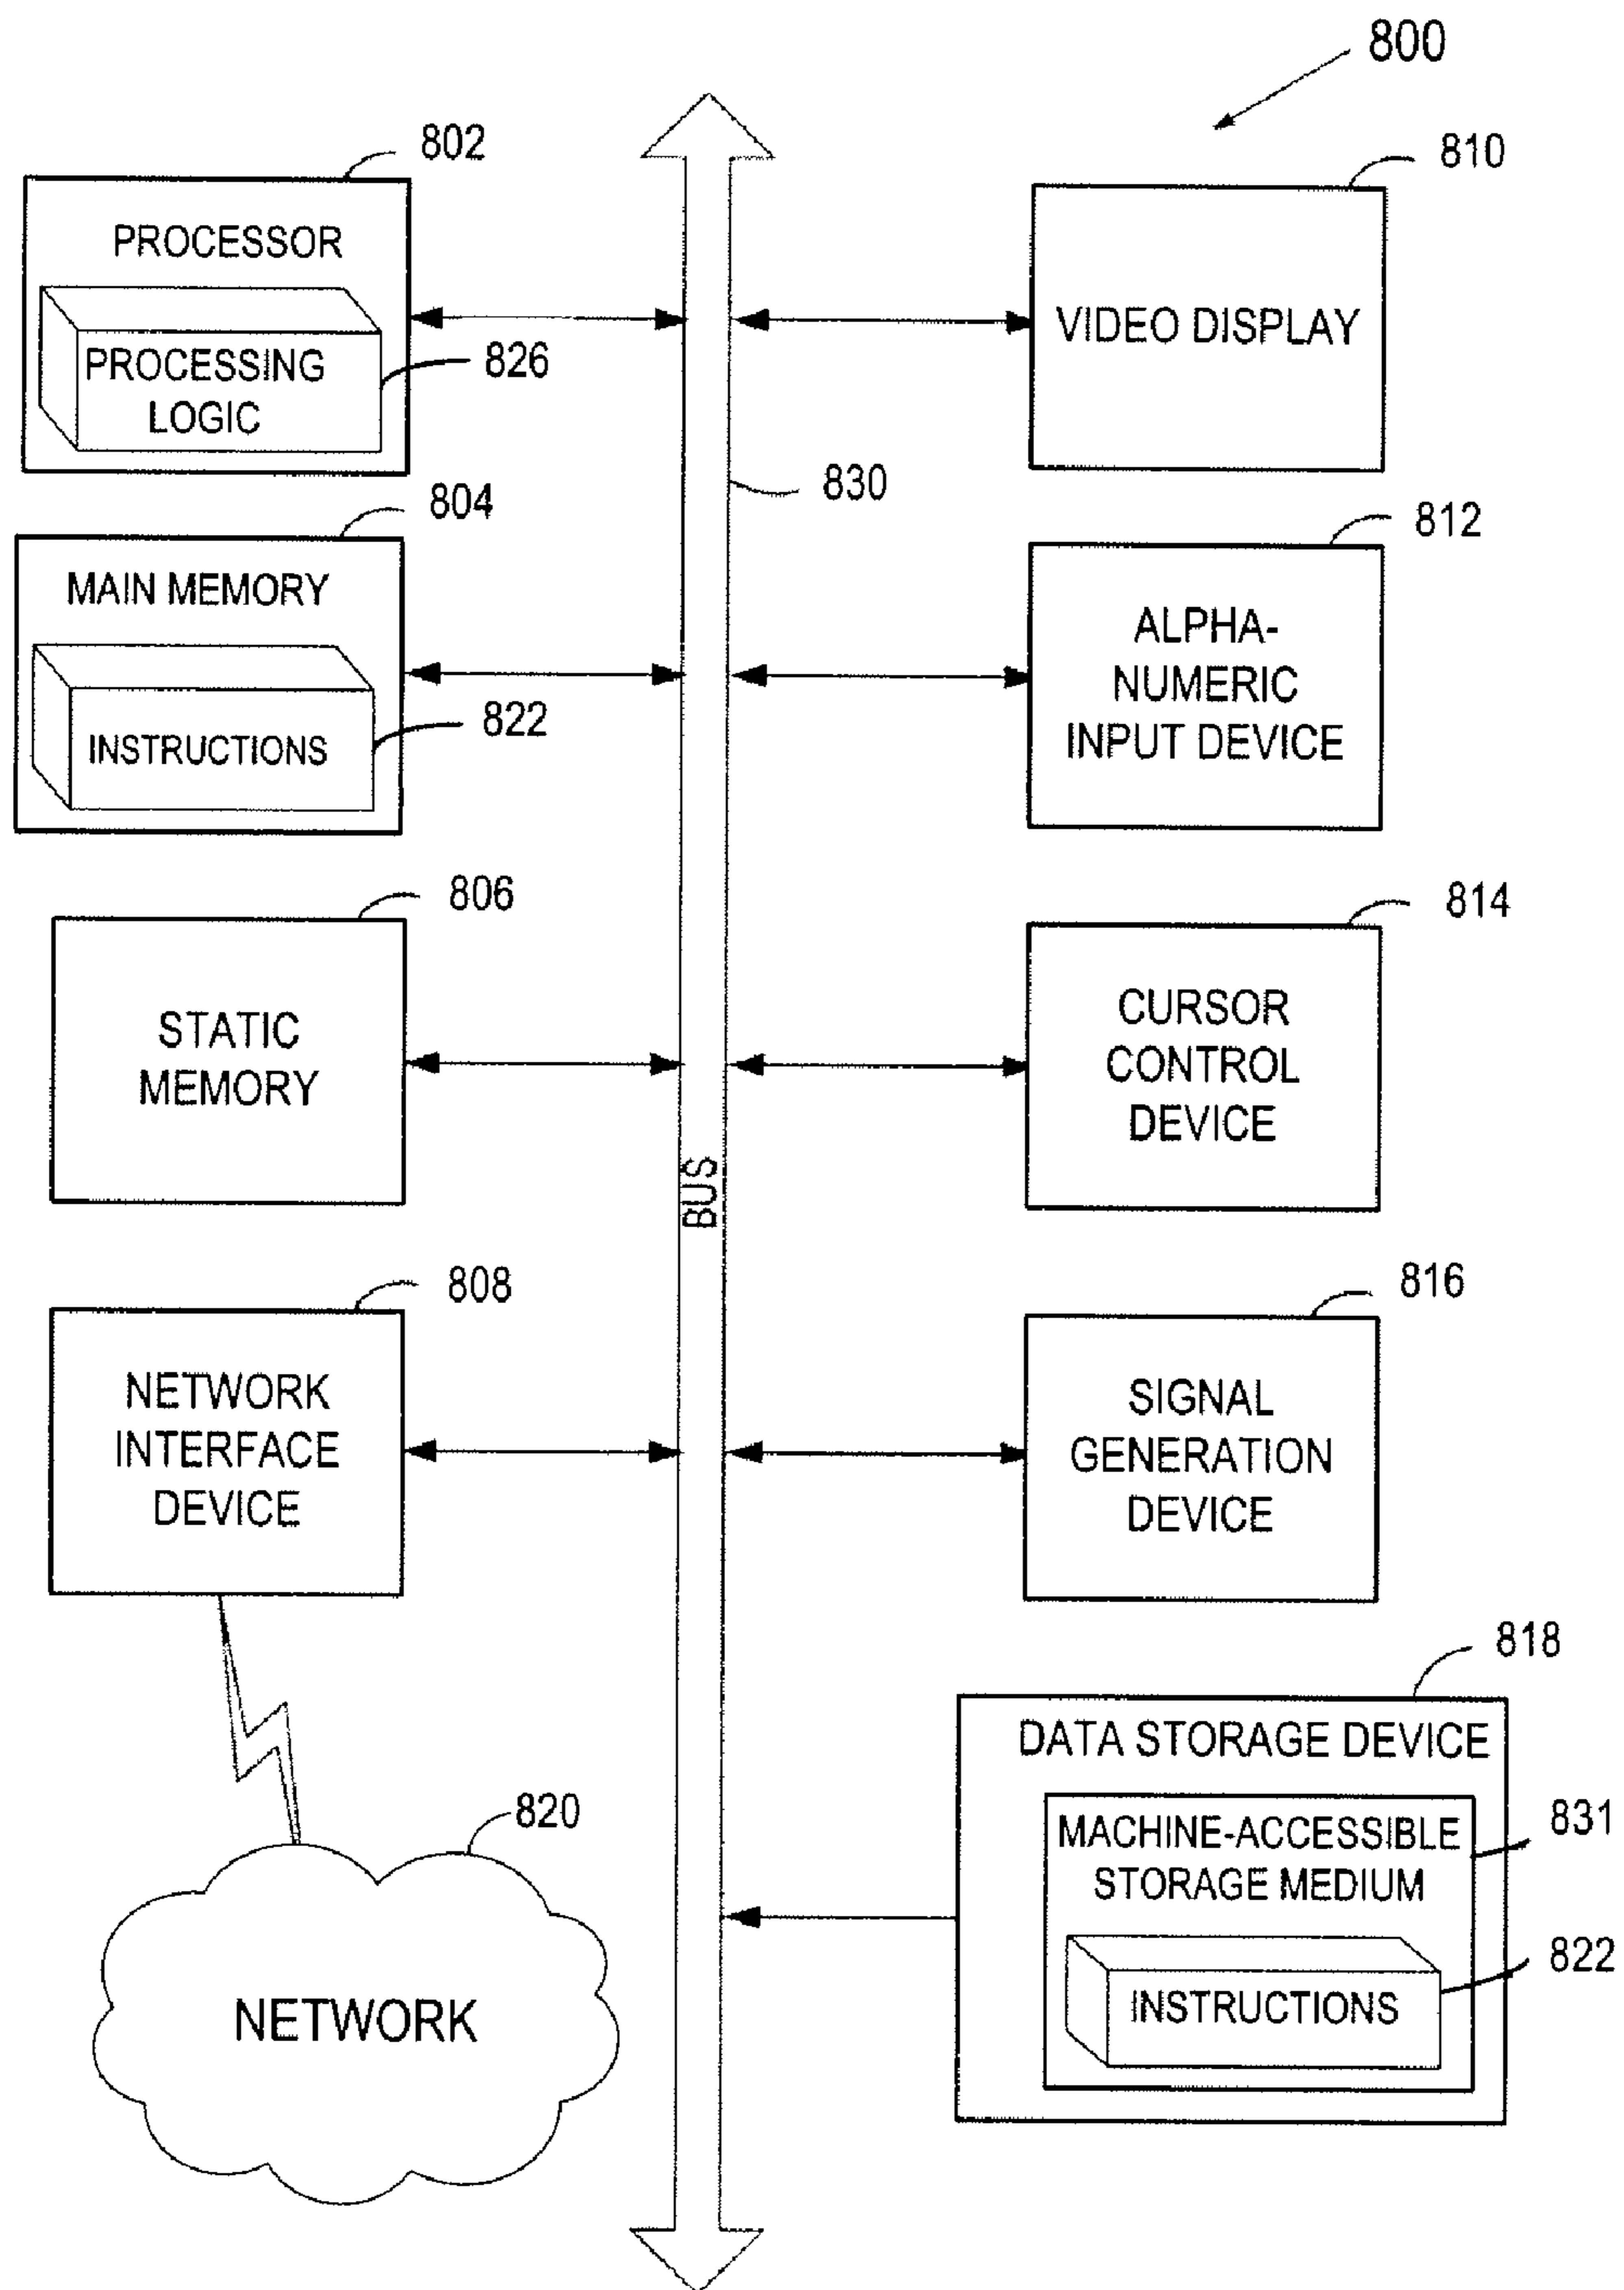 800
802
PROCESSOR
PROCESSING
LOGIC
826
804
MAIN MEMORY
INSTRUCTIONS
822
806
STATIC
MEMORY
808
NETWORK
INTERFACE
DEVICE
820
NETWORK
BUS
830
810
VIDEO DISPLAY
812
ALPHA-
NUMERIC
INPUT DEVICE
814
CURSOR
CONTROL
DEVICE
816
SIGNAL
GENERATION
DEVICE
818
DATA STORAGE DEVICE
831
MACHINE-ACCESSIBLE
STORAGE MEDIUM
822
INSTRUCTIONS